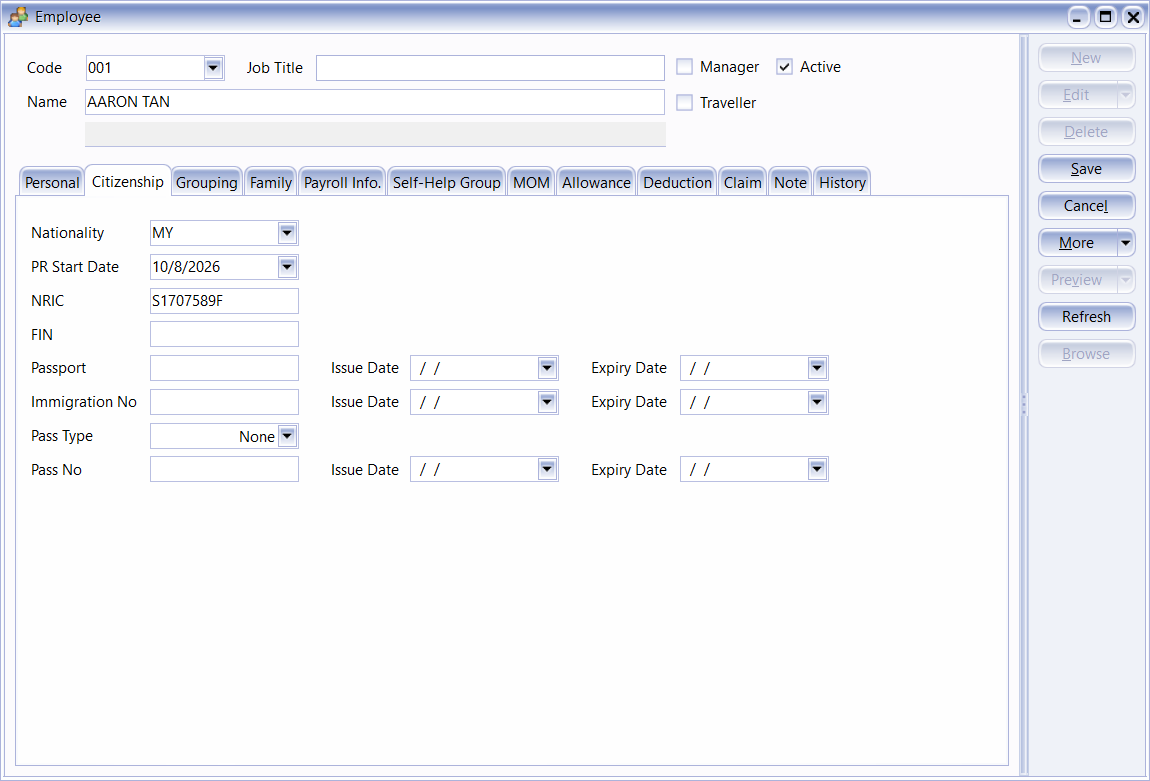 Employee
Code 001 Job Title Manager Active
Name AARON TAN Traveller
Personal Citizenship Grouping Family Payroll Info. Self-Help Group MOM Allowance Deduction Claim Note History
Nationality MY
PR Start Date 10/8/2026
NRIC S1707589F
FIN
Passport Issue Date / / Expiry Date / /
Immigration No Issue Date / / Expiry Date / /
Pass Type None
Pass No Issue Date / / Expiry Date / /
New
Edit
Delete
Save
Cancel
More
Preview
Refresh
Browse